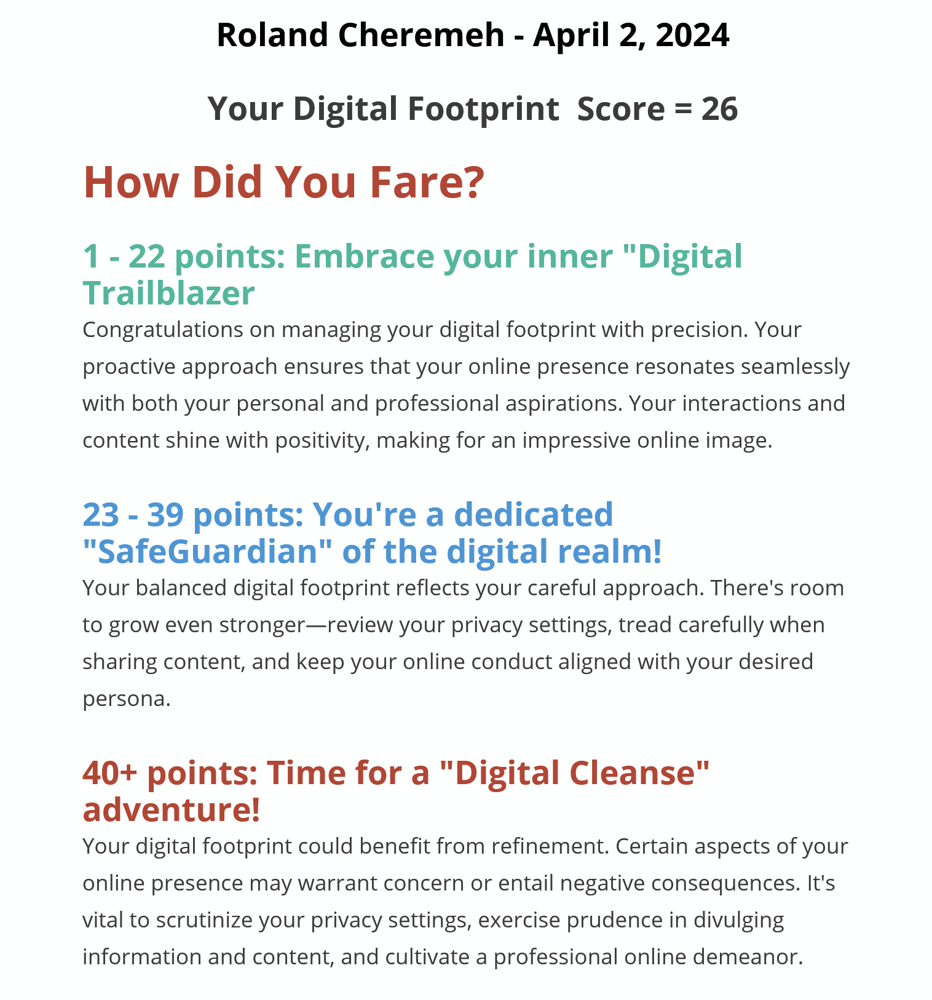 Roland Cheremeh - April 2, 2024
Your Digital Footprint  Score = 26
How Did You Fare?
1 - 22 points: Embrace your inner "Digital
Trailblazer
Congratulations on managing your digital footprint with precision. Your
proactive approach ensures that your online presence resonates seamlessly
with both your personal and professional aspirations. Your interactions and
content shine with positivity, making for an impressive online image.
23 - 39 points: You're a dedicated
"SafeGuardian" of the digital realm!
Your balanced digital footprint reflects your careful approach. There's room
to grow even stronger—review your privacy settings, tread carefully when
sharing content, and keep your online conduct aligned with your desired
persona.
40+ points: Time for a "Digital Cleanse"
adventure!
Your digital footprint could benefit from refinement. Certain aspects of your
online presence may warrant concern or entail negative consequences. It's
vital to scrutinize your privacy settings, exercise prudence in divulging
information and content, and cultivate a professional online demeanor.